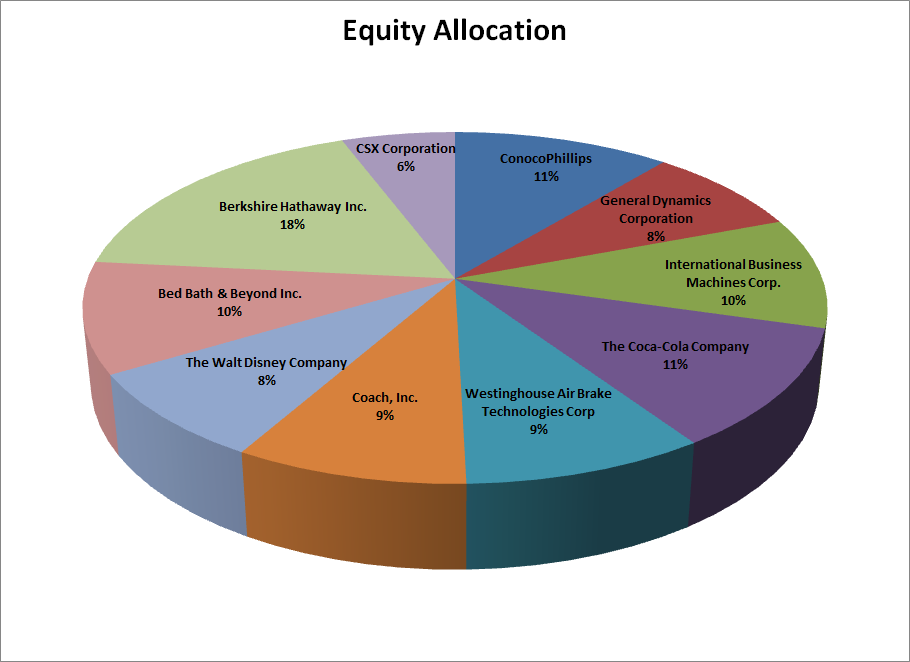 Equity Allocation
CSX Corporation
6%
ConocoPhillips
11%
General Dynamics
Corporation
8%
International Business
Machines Corp.
10%
The Coca-Cola Company
11%
Westinghouse Air Brake
Technologies Corp
9%
Coach, Inc.
9%
The Walt Disney Company
8%
Bed Bath & Beyond Inc.
10%
Berkshire Hathaway Inc.
18%